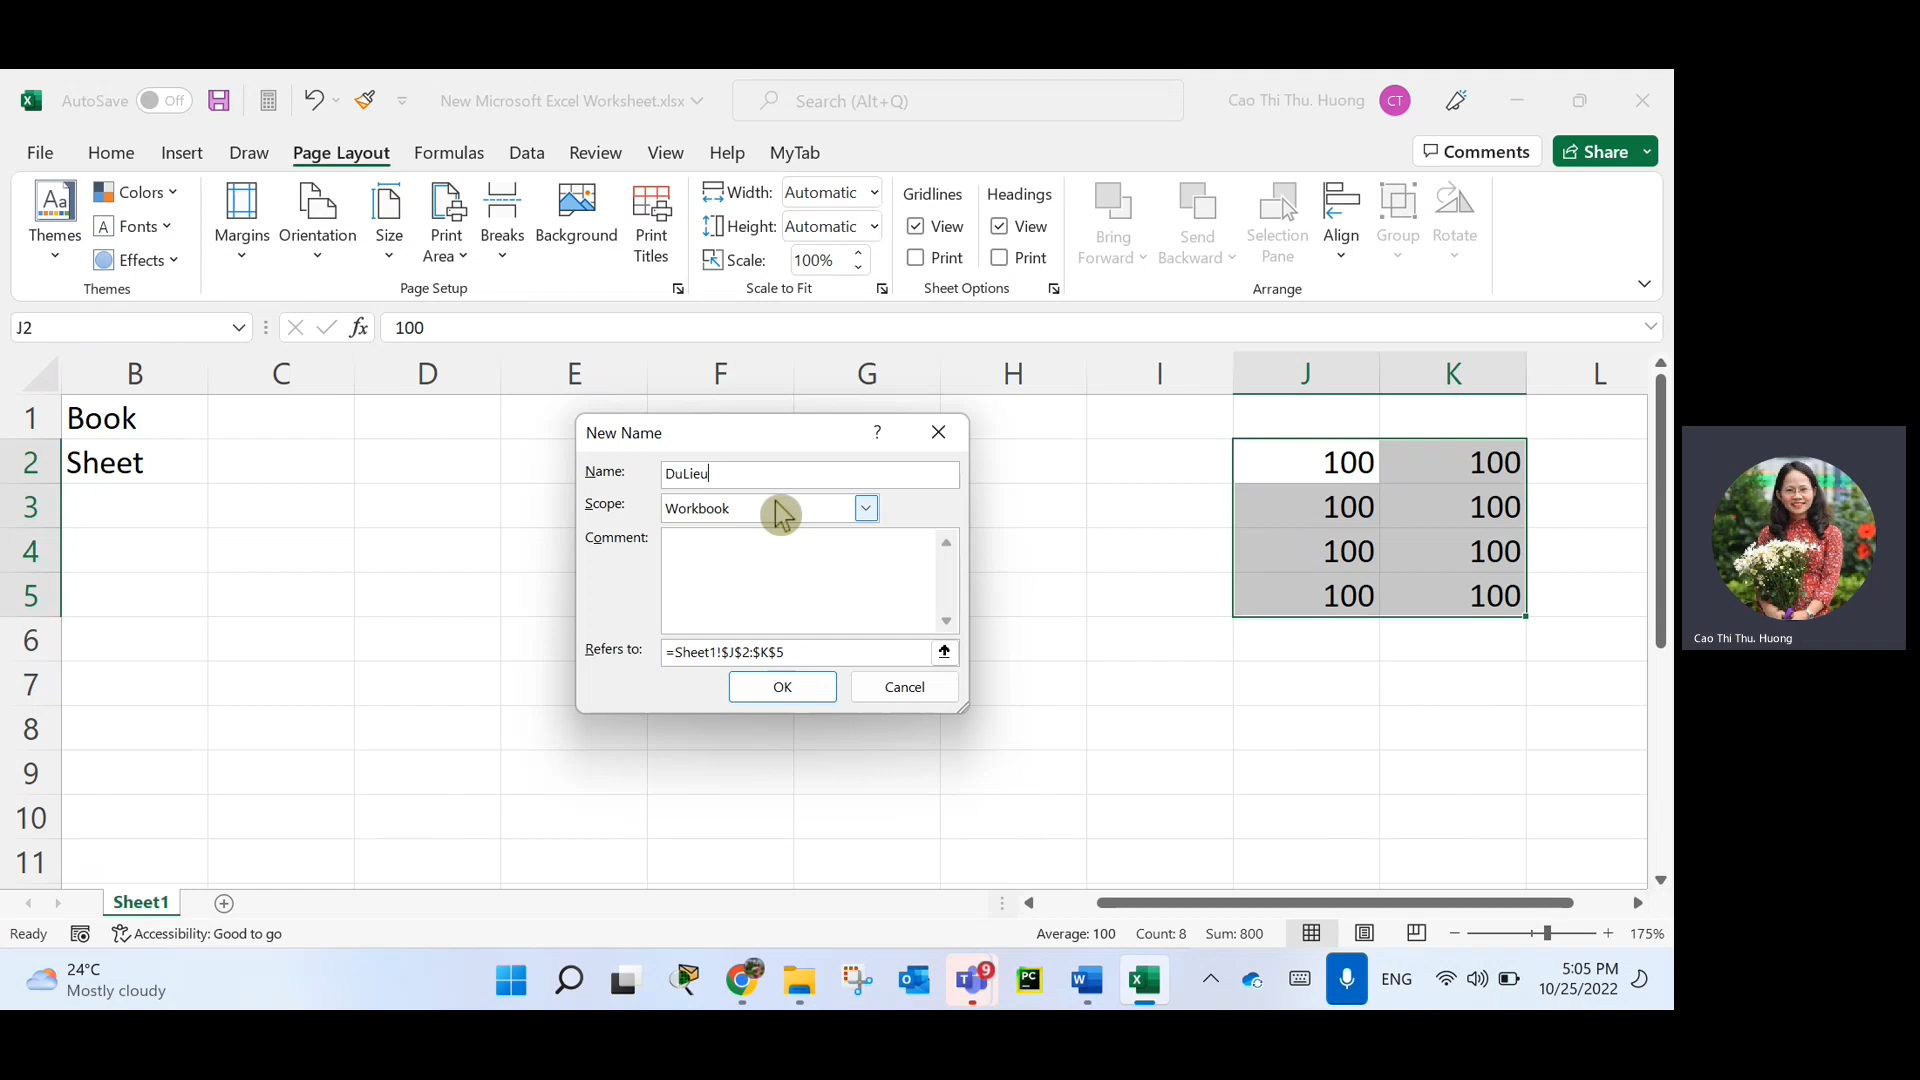 AutoSave Off New Microsoft Excel Worksheet.xlsx Search (Alt+Q) Cao Thi Thu. Huong CT
File Home Insert Draw Page Layout Formulas Data Review View Help MyTab Comments Share
Aa Themes Colors Fonts Effects Themes
Margins Orientation Size Print Area Breaks Background Print Titles Page Setup
Width: Automatic
Height: Automatic
Scale: 100%
Scale to Fit
Gridlines View Print
Headings View Print
Sheet Options
Bring Forward Send Backward Selection Pane Align Group Rotate
Arrange
J2 fx 100
B C D E F G H I J K L
1 Book
2 Sheet 100 100
3 100 100
4 100 100
5 100 100
6
7
8
9
10
11
New Name ?
Name: DuLieu
Scope: Workbook
Comment:
Refers to: =Sheet1!$J$2:$K$5
OK Cancel
Sheet1
Ready Accessibility: Good to go Average: 100 Count: 8 Sum: 800 175%
24°C
Mostly cloudy
9
PC
ENG
5:05 PM
10/25/2022
Cao Thi Thu. Huong